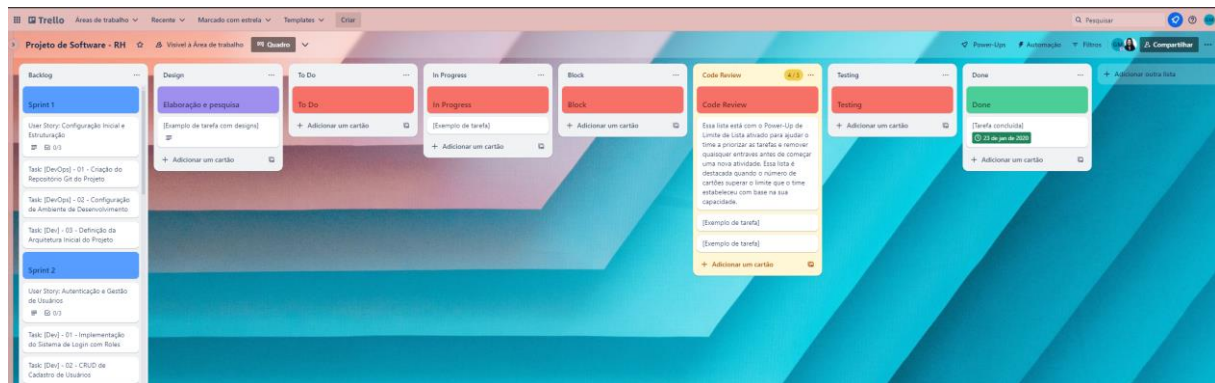 Trello
Áreas de trabalho
Recente
Marcado com estrela
Templates
Criar
Pesquisar
Projeto de Software - RH
Visível à Área de trabalho
Quadro
Power-Ups
Automação
Filtros
Compartilhar
Backlog
Sprint 1
User Story: Configuração Inicial e
Estruturação
0/3
Task: [DevOps] - 01 - Criação do
Repositório Git do Projeto
Task: [DevOps] - 02 - Configuração
de Ambiente de Desenvolvimento
Task: [Dev] - 03 - Definição da
Arquitetura Inicial do Projeto
Sprint 2
User Story: Autenticação e Gestão
de Usuários
0/3
Task: [Dev] - 01 - Implementação
do Sistema de Login com Roles
Task: [Dev] - 02 - CRUD de
Cadastro de Usuários
Design
Elaboração e pesquisa
[Exemplo de tarefa com designs]
+ Adicionar um cartão
To Do
To Do
+ Adicionar um cartão
In Progress
In Progress
[Exemplo de tarefa]
+ Adicionar um cartão
Block
Block
+ Adicionar um cartão
Code Review
Code Review
Essa lista está com o Power-Up de
Limite de Lista ativado para ajudar o
time a priorizar as tarefas e remover
quaisquer entraves antes de começar
uma nova atividade. Essa lista é
destacada quando o número de
cartões superar o limite que o time
estabeleceu com base na sua
capacidade.
[Exemplo de tarefa]
[Exemplo de tarefa]
+ Adicionar um cartão
Testing
Testing
+ Adicionar um cartão
Done
Done
[Tarefa concluída]
23 de jan de 2020
+ Adicionar um cartão
+ Adicionar outra lista